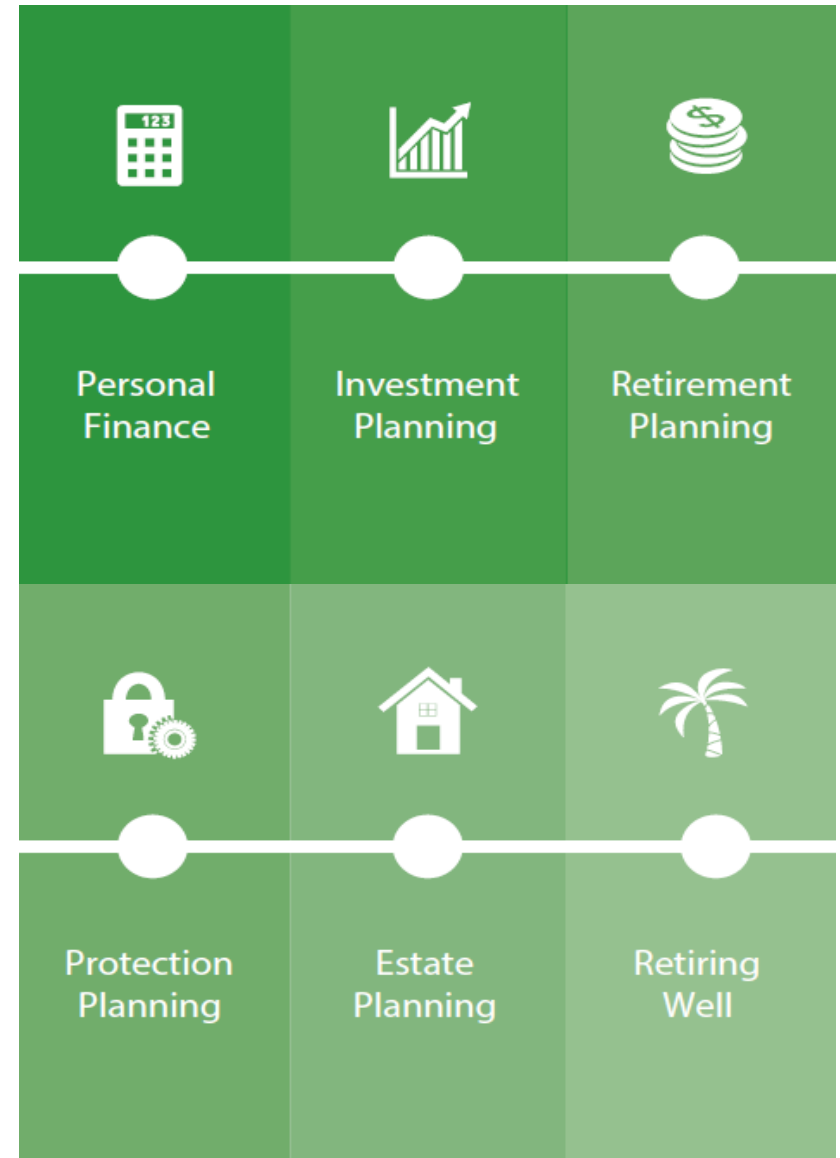 123
$
Personal
Finance
Investment
Planning
Retirement
Planning
Protection
Planning
Estate
Planning
Retiring
Well